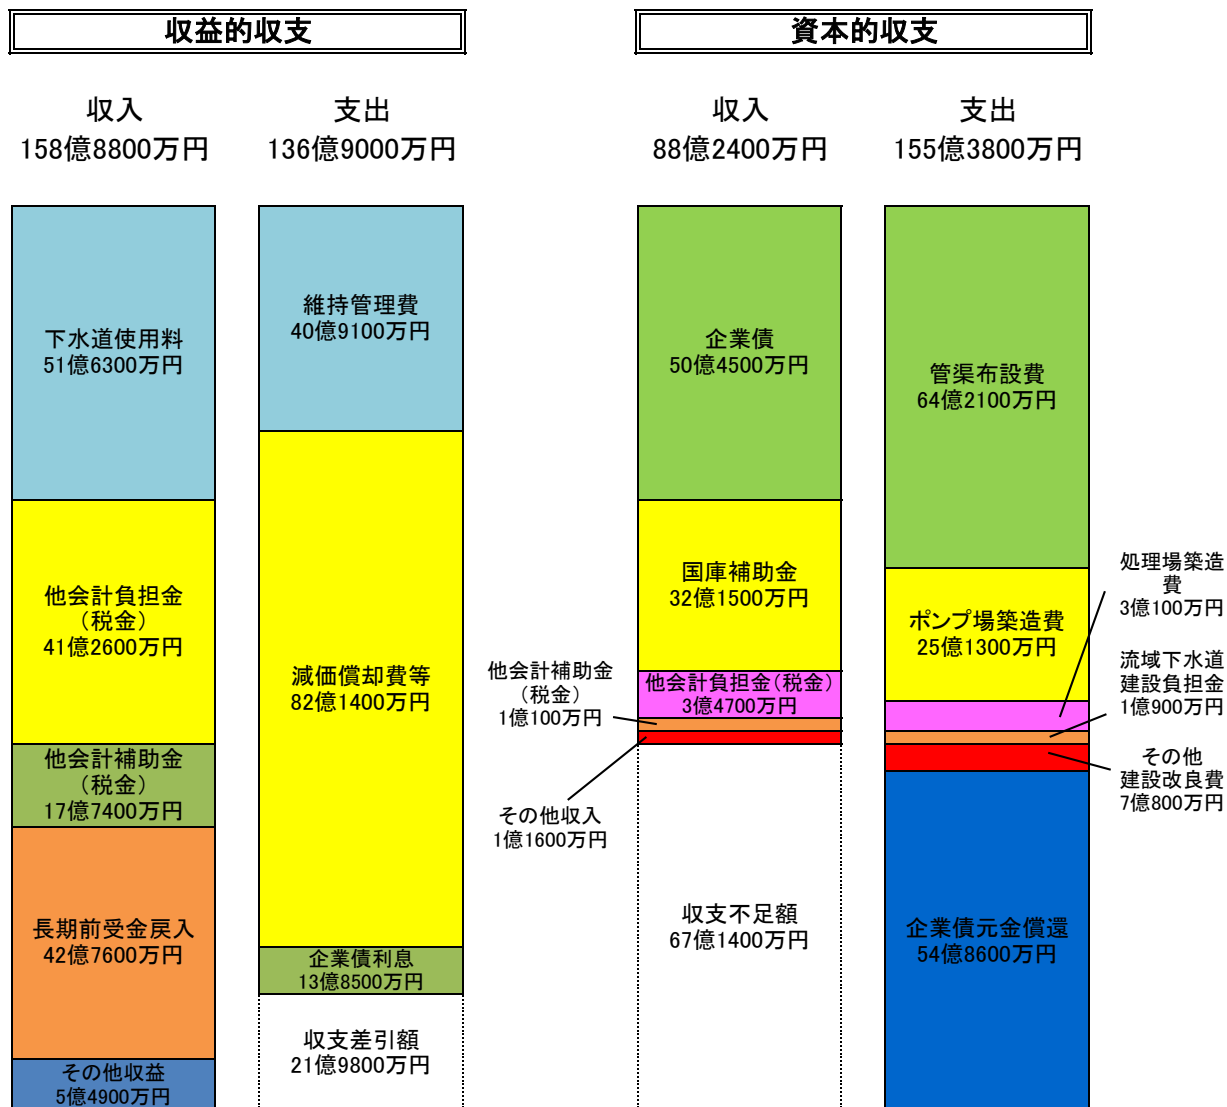 収益的収支
収入
158億8800万円
支出
136億9000万円
下水道使用料
51億6300万円
他会計負担金
（税金）
41億2600万円
他会計補助金
（税金）
17億7400万円
長期前受金戻入
42億7600万円
その他収益
5億4900万円
維持管理費
40億9100万円
減価償却費等
82億1400万円
企業債利息
13億8500万円
収支差引額
21億9800万円
資本的収支
収入
88億2400万円
支出
155億3800万円
企業債
50億4500万円
国庫補助金
32億1500万円
他会計負担金（税金）
3億4700万円
他会計補助金
（税金）
1億100万円
その他収入
1億1600万円
収支不足額
67億1400万円
管渠布設費
64億2100万円
ポンプ場築造費
25億1300万円
処理場築造
費
3億100万円
流域下水道
建設負担金
1億900万円
その他
建設改良費
7億800万円
企業債元金償還
54億8600万円